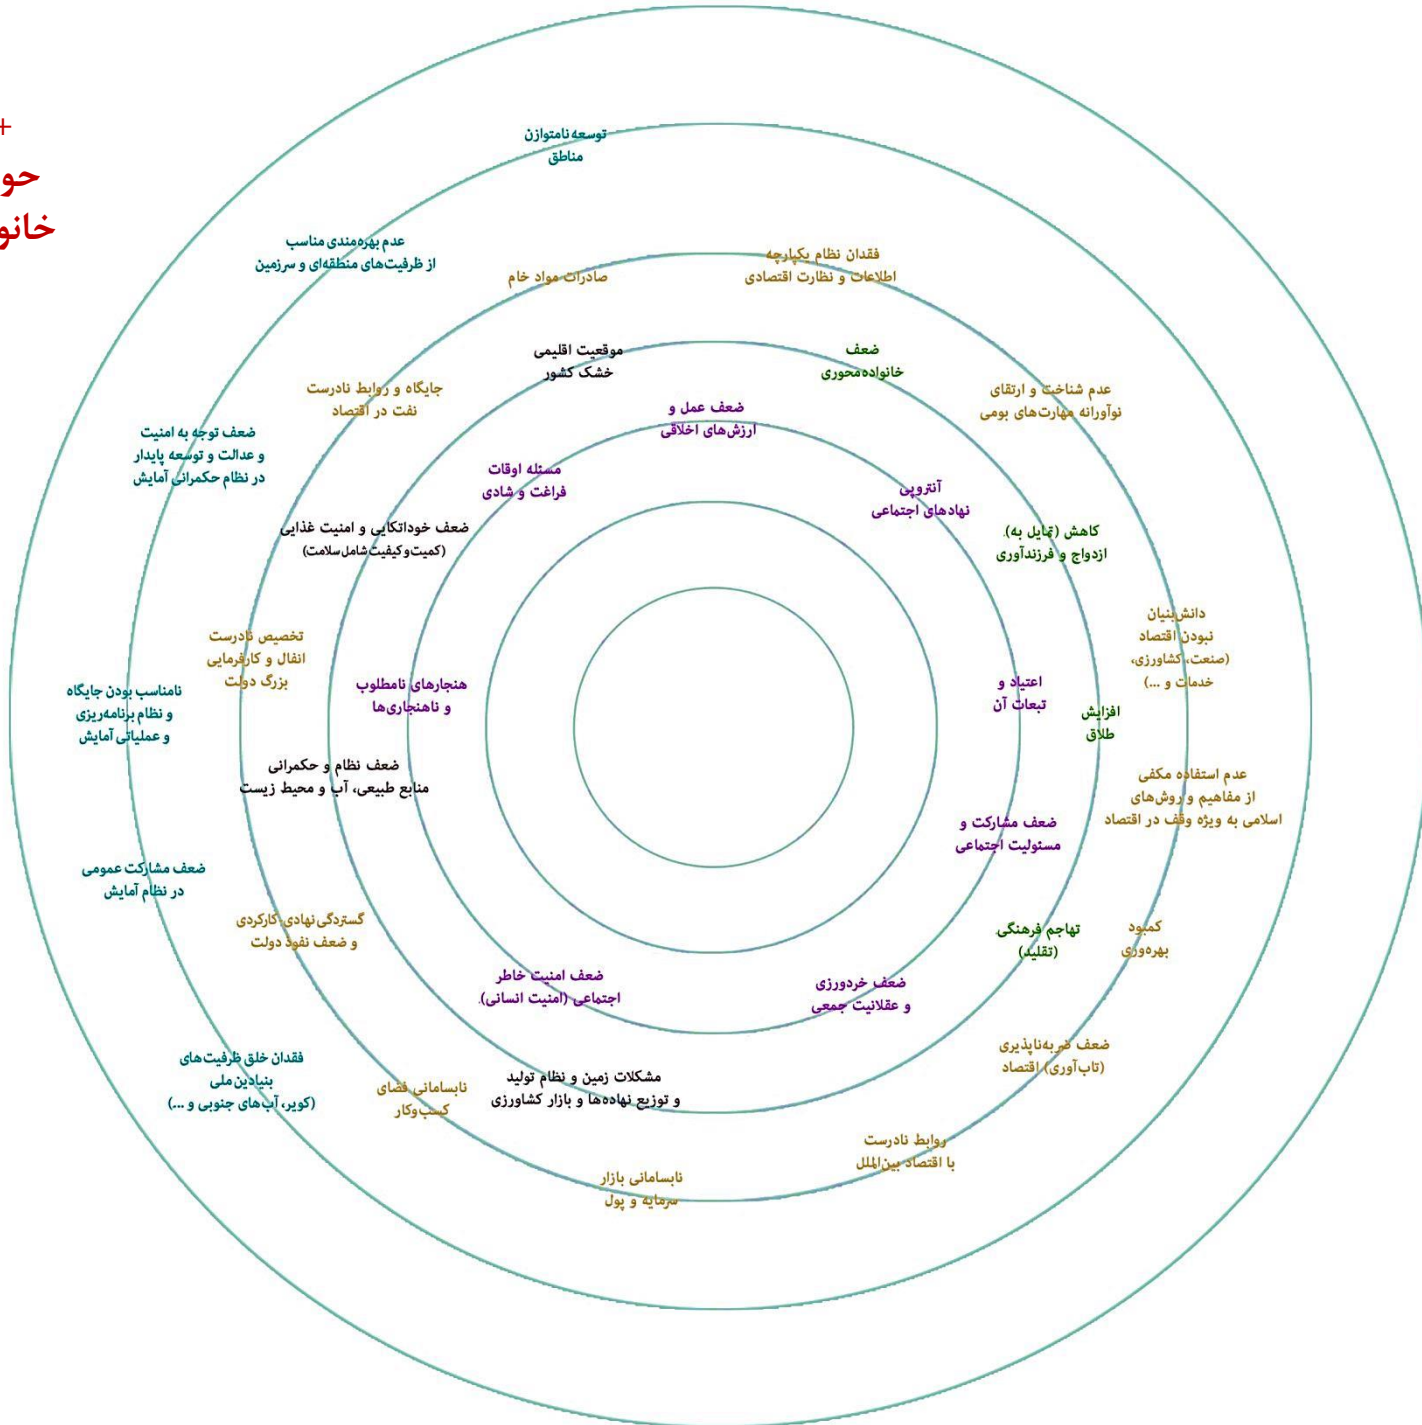 +
حو
خانو
توسعه نامتوازن
مناطق
عدم بهره‌مندی مناسب
از ظرفیت‌های منطقه‌ای و سرزمین
صادرات مواد خام
فقدان نظام یکپارچه
اطلاعات و نظارت اقتصادی
موقعیت اقلیمی
خشک کشور
ضعف
خانواده‌محوری
جایگاه و روابط نادرست
نفت در اقتصاد
عدم شناخت و ارتقای
نوآورانه مهارت‌های بومی
ضعف عمل و
ارزش‌های اخلاقی
ضعف توجه به امنیت
و عدالت و توسعه پایدار
در نظام حکمرانی آمایش
مسئله اوقات
فراغت و شادی
آنتروپی
نهادهای اجتماعی
ضعف خوداتکایی و امنیت غذایی
(کمیت و کیفیت شامل سلامت)
کاهش (تمایل به).
ازدواج و فرزندآوری
دانش‌بنیان
نبودن اقتصاد
(صنعت، کشاورزی،
خدمات و ...)
تخصیص نادرست
انفال و کارفرمایی
بزرگ دولت
هنجارهای نامطلوب
و ناهنجاری‌ها
اعتیاد و
تبعات آن
نامناسب بودن جایگاه
و نظام برنامه‌ریزی
و عملیاتی آمایش
افزایش
طلاق
ضعف نظام و حکمرانی
منابع طبیعی، آب و محیط زیست
عدم استفاده مکفی
از مفاهیم و روش‌های
اسلامی به ویژه وقف در اقتصاد
ضعف مشارکت و
مسئولیت اجتماعی
ضعف مشارکت عمومی
در نظام آمایش
گستردگی نهادی کارکردی
و ضعف نفوذ دولت
تهاجم فرهنگی.
(تقلید)
کمبود
بهره‌وری
ضعف امنیت خاطر
اجتماعی (امنیت انسانی).
ضعف خردورزی
و عقلانیت جمعی
ضعف ضربه‌ناپذیری
(تاب‌آوری) اقتصاد
فقدان خلق ظرفیت‌های
بنیادین ملی
(کویر، آب‌های جنوبی و ...)
نابسامانی فضای
کسب‌وکار
مشکلات زمین و نظام تولید
و توزیع نهاده‌ها و بازار کشاورزی
روابط نادرست
با اقتصاد بین‌الملل
نابسامانی بازار
سرمایه و پول